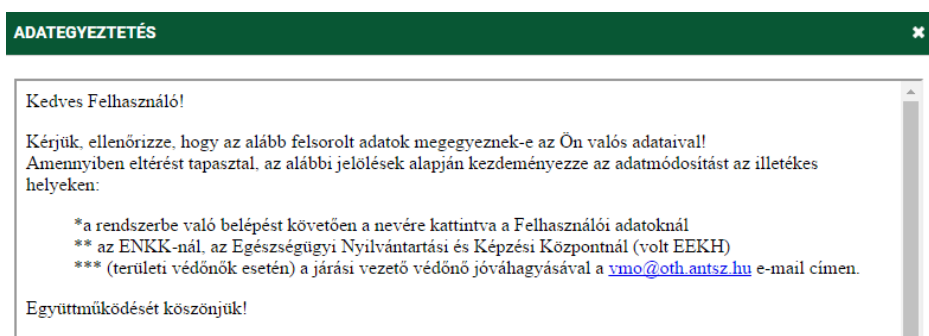 ADATEGYEZTETÉS
Kedves Felhasználó!
Kérjük, ellenőrizze, hogy az alább felsorolt adatok megegyeznek-e az Ön valós adataival!
Amennyiben eltérést tapasztal, az alábbi jelölések alapján kezdeményezze az adatmódosítást az illetékes
helyeken:
*a rendszerbe való belépést követően a nevére kattintva a Felhasználói adatoknál
** az ENKK-nál, az Egészségügyi Nyilvántartási és Képzési Központnál (volt EEKH)
*** (területi védőnők esetén) a járási vezető védőnő jóváhagyásával a vmo@oth.antsz.hu e-mail címen.
Együttműködését köszönjük!